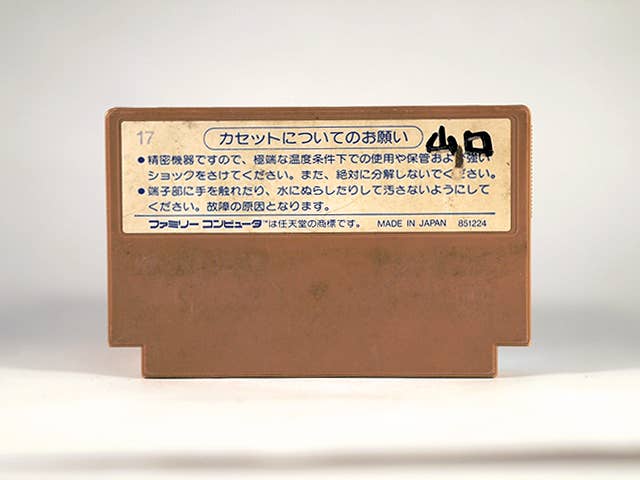 17
カセットについてのお願い 山口
●精密機器ですので、極端な温度条件下での使用や保管および強い
ショックをさけてください。また、絶対に分解しないでください。
●端子部に手を触れたり、水にぬらしたりして汚さないようにして
ください。故障の原因となります。
ファミリーコンピュータ™は任天堂の商標です。 MADE IN JAPAN 851224